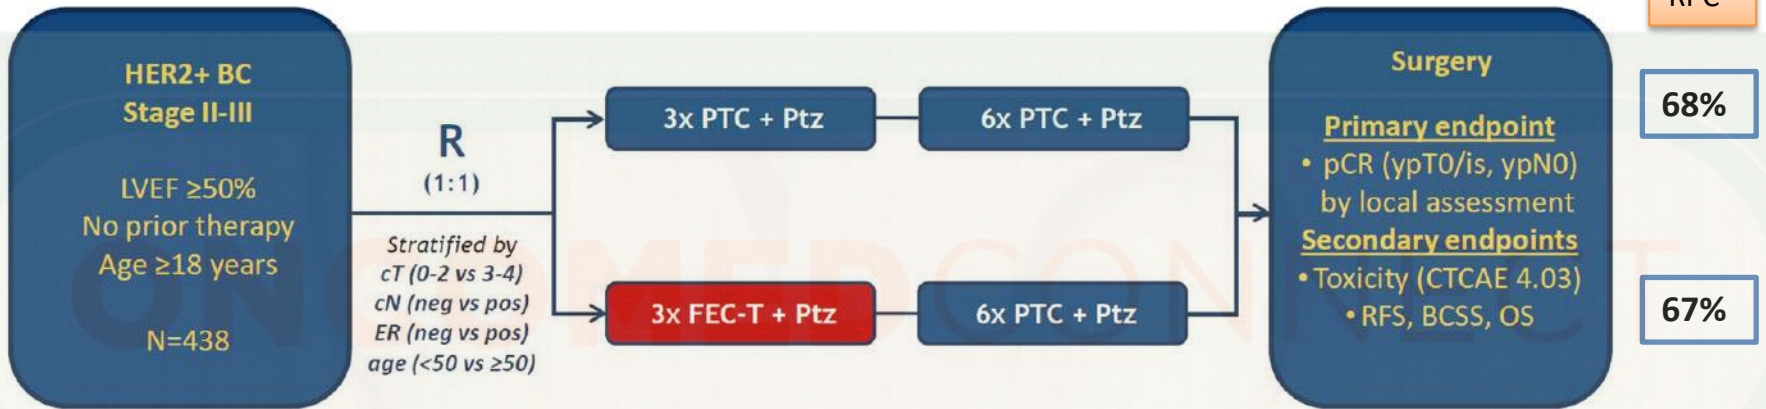 RPC
HER2+ BC
Stage II-III
LVEF ≥50%
No prior therapy
Age ≥18 years
N=438
R
(1:1)
Stratified by
cT (0-2 vs 3-4)
cN (neg vs pos)
ER (neg vs pos)
age (<50 vs ≥50)
3x PTC + Ptz
6x PTC + Ptz
3x FEC-T + Ptz
6x PTC + Ptz
Surgery
Primary endpoint
• pCR (ypT0/is, ypN0)
by local assessment
Secondary endpoints
• Toxicity (CTCAE 4.03)
• RFS, BCSS, OS
68%
67%
ONCOMEDCONNECT